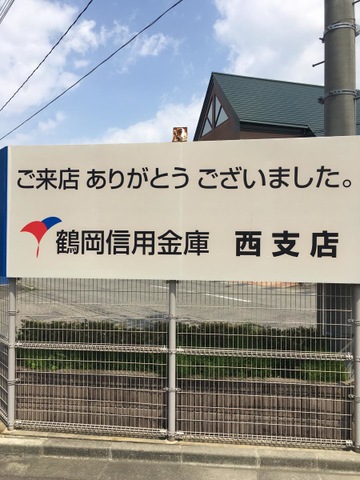 ご来店 ありがとう ございました。
鶴岡信用金庫 西支店